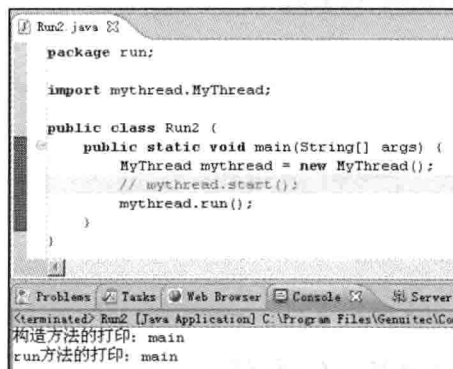 Run2.java
package run;
import mythread.MyThread;
public class Run2 {
public static void main(String[] args) {
MyThread mythread = new MyThread();
// mythread.start();
mythread.run();
}
}
Problems Tasks Web Browser Console Server
<terminated> Run2 [Java Application] C:\Program Files\Genuitec\Co
构造方法的打印: main
run方法的打印: main